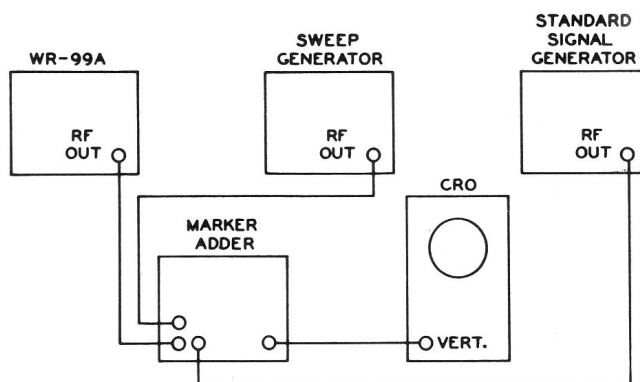 WR-99A
RF
OUT
SWEEP
GENERATOR
RF
OUT
STANDARD
SIGNAL
GENERATOR
RF
OUT
MARKER
ADDER
CRO
VERT.